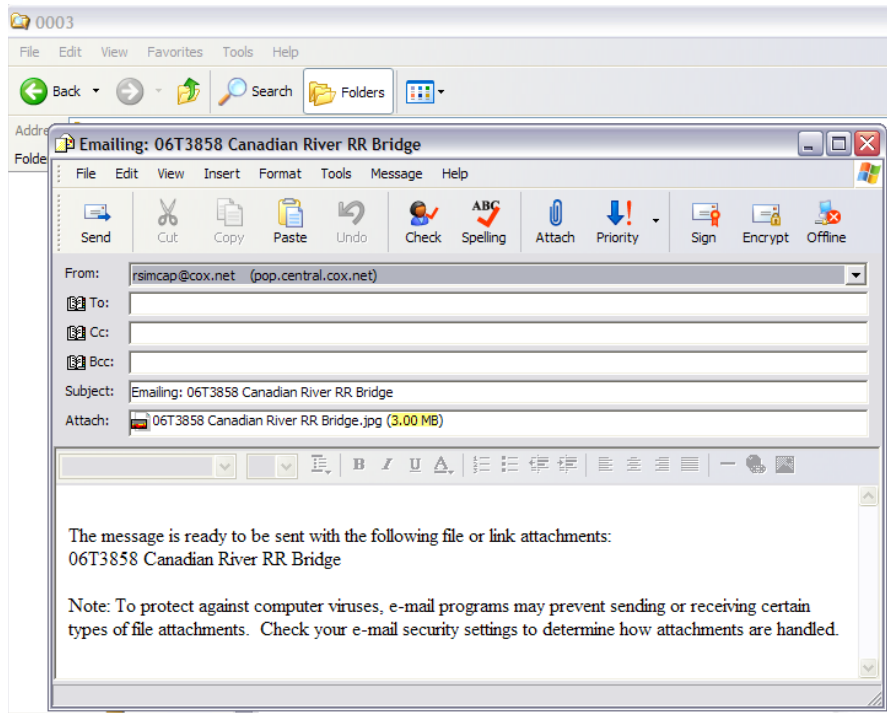 0003
File Edit View Favorites Tools Help
Back Search Folders
Addre
Folde
Emailing: 06T3858 Canadian River RR Bridge
File Edit View Insert Format Tools Message Help
ABC
Send Cut Copy Paste Undo Check Spelling Attach Priority Sign Encrypt Offline
From: rsimcap@cox.net (pop.central.cox.net)
To:
Cc:
Bcc:
Subject: Emailing: 06T3858 Canadian River RR Bridge
Attach: 06T3858 Canadian River RR Bridge.jpg (3.00 MB)
B I U A
The message is ready to be sent with the following file or link attachments:
06T3858 Canadian River RR Bridge
Note: To protect against computer viruses, e-mail programs may prevent sending or receiving certain
types of file attachments. Check your e-mail security settings to determine how attachments are handled.